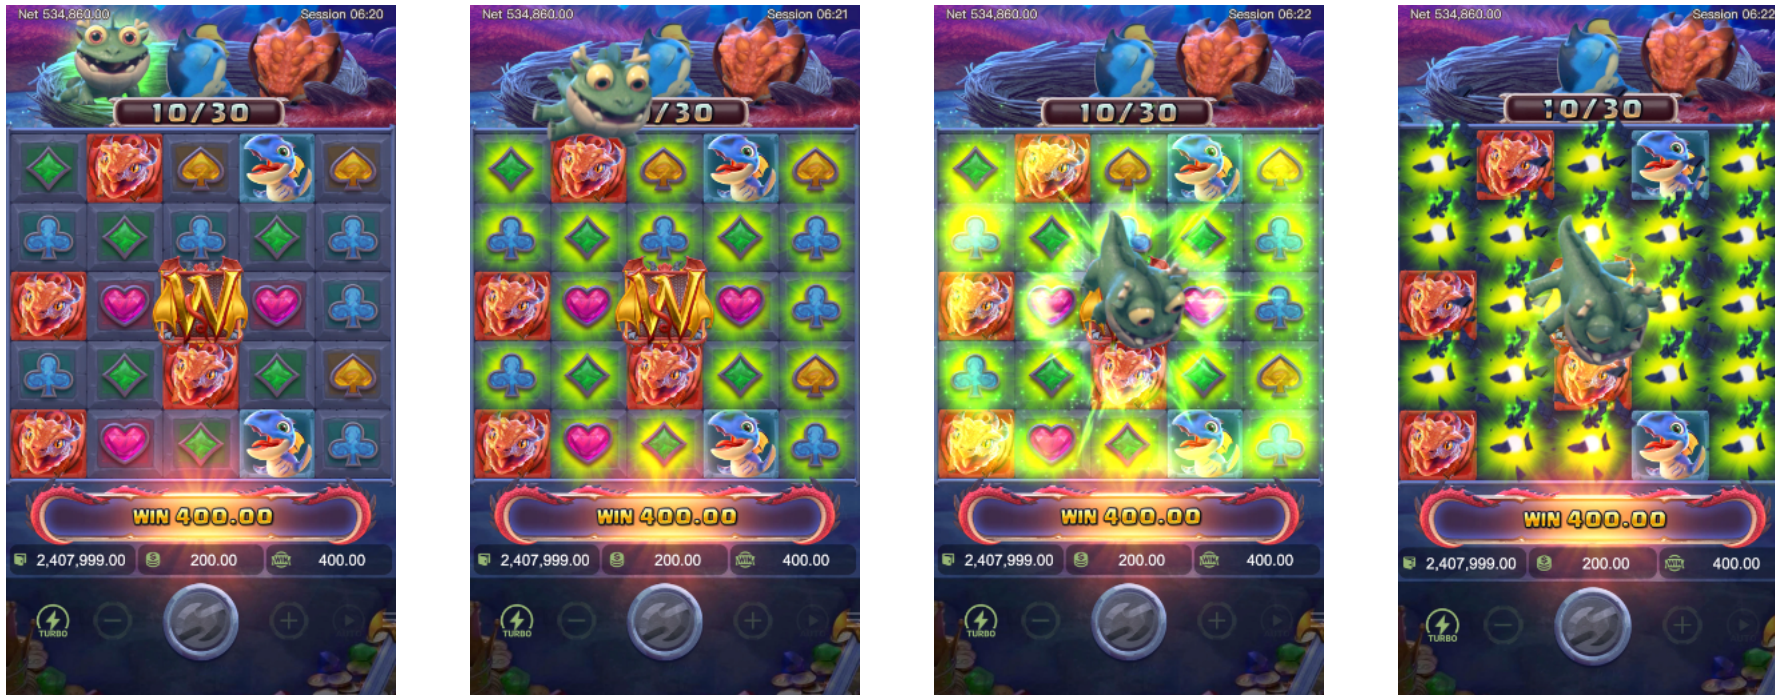 Net 534,860.00 Session 06:20
10/30
W
WIN 400.00
2,407,999.00 200.00 WIN 400.00
TURBO
Net 534,860.00 Session 06:21
/30
W
WIN 400.00
2,407,999.00 200.00 WIN 400.00
TURBO
Net 534,860.00 Session 06:22
10/30
WIN 400.00
2,407,999.00 200.00 WIN 400.00
TURBO
Net 534,860.00 Session 06:22
10/30
WIN 400.00
2,407,999.00 200.00 WIN 400.00
TURBO